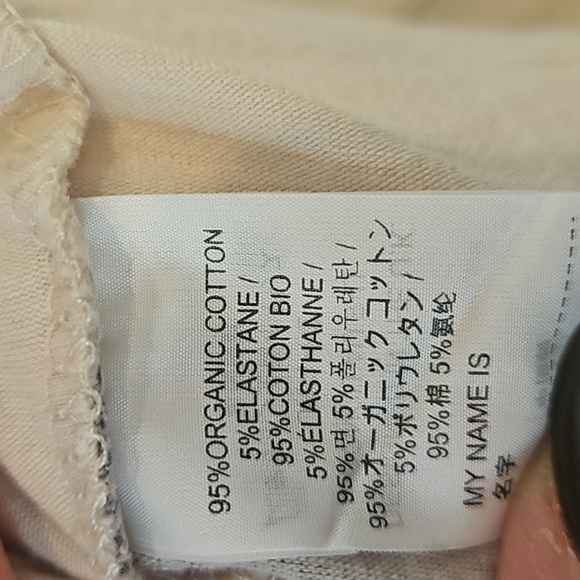 95%ORGANIC COTTON
5%ELASTANE /
95%COTON BIO
5%ÉLASTHANNE /
95%면 5%폴리우레탄 /
95%オーガニック コットン
5%ポリウレタン /
95%棉 5%氨纶
MY NAME IS
名字